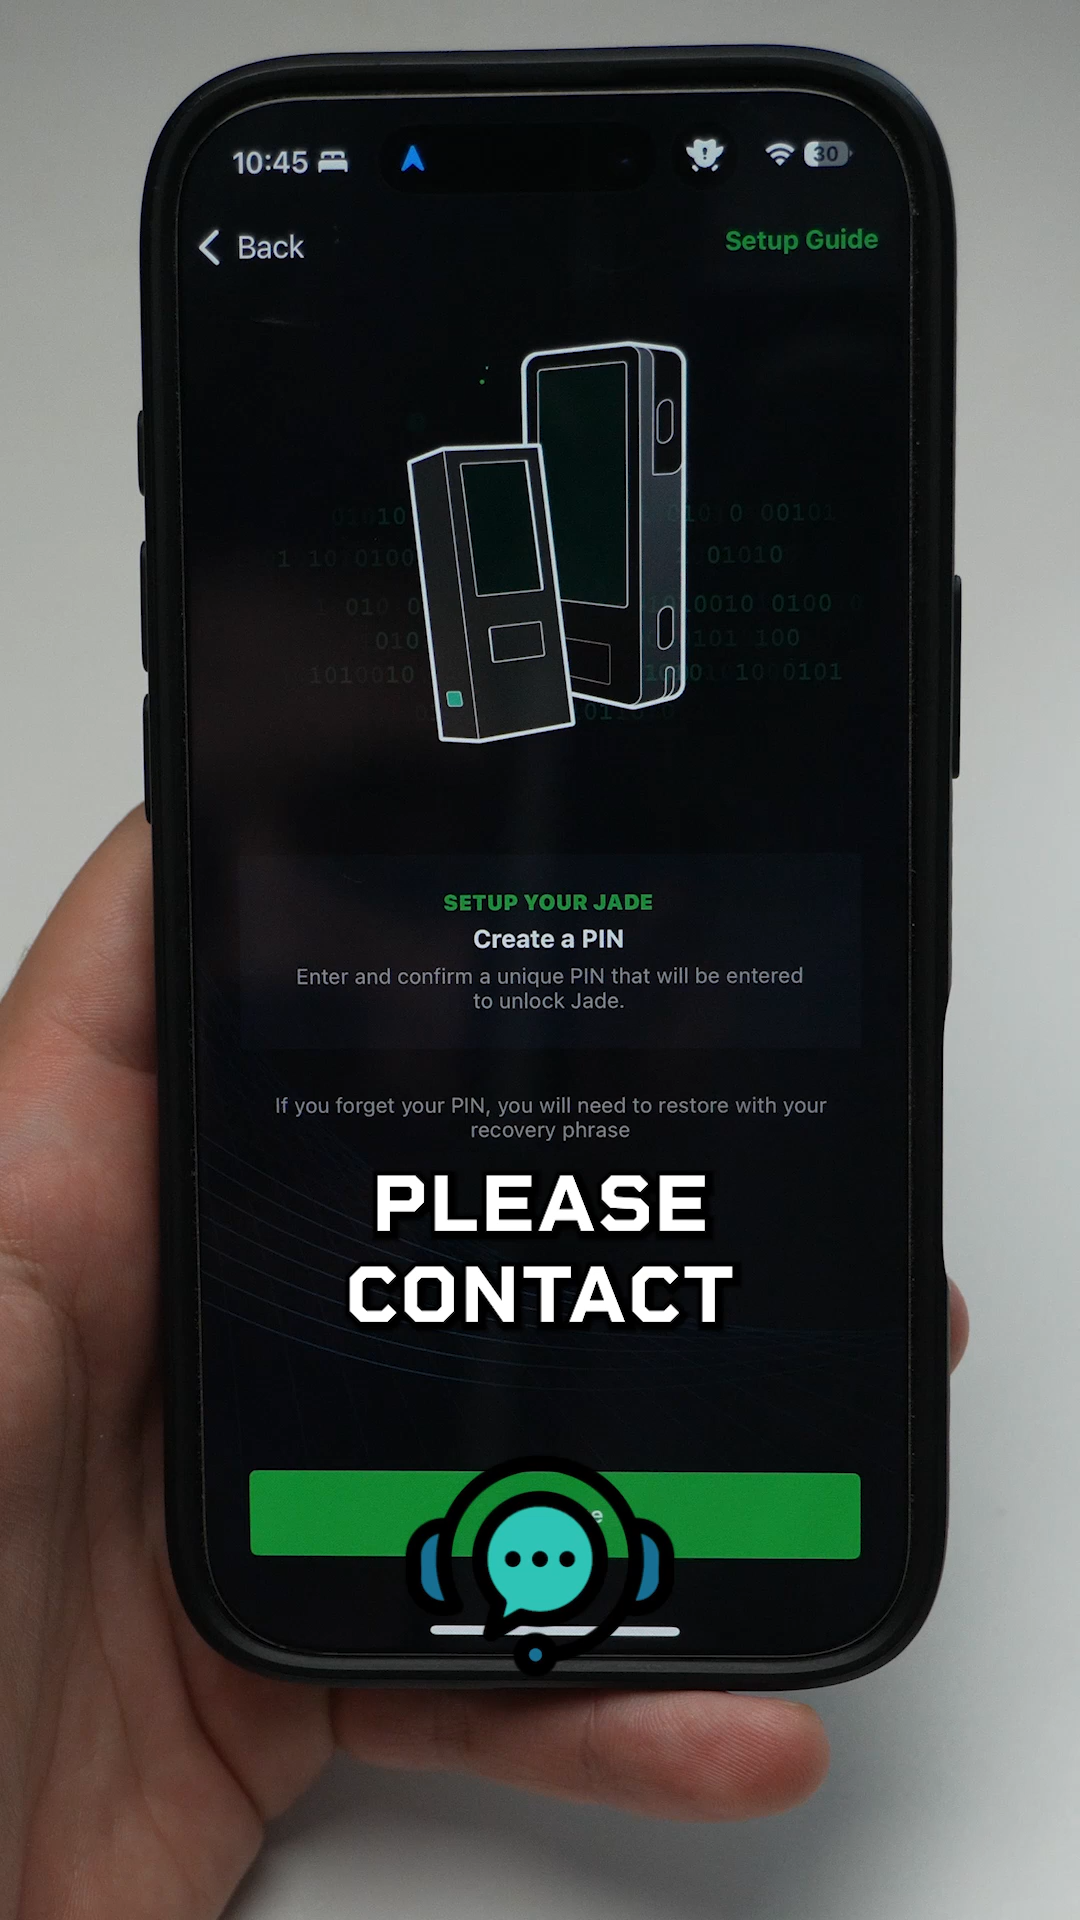 10:45
30
Back
Setup Guide
SETUP YOUR JADE
Create a PIN
Enter and confirm a unique PIN that will be entered
to unlock Jade.
If you forget your PIN, you will need to restore with your
recovery phrase
PLEASE
CONTACT